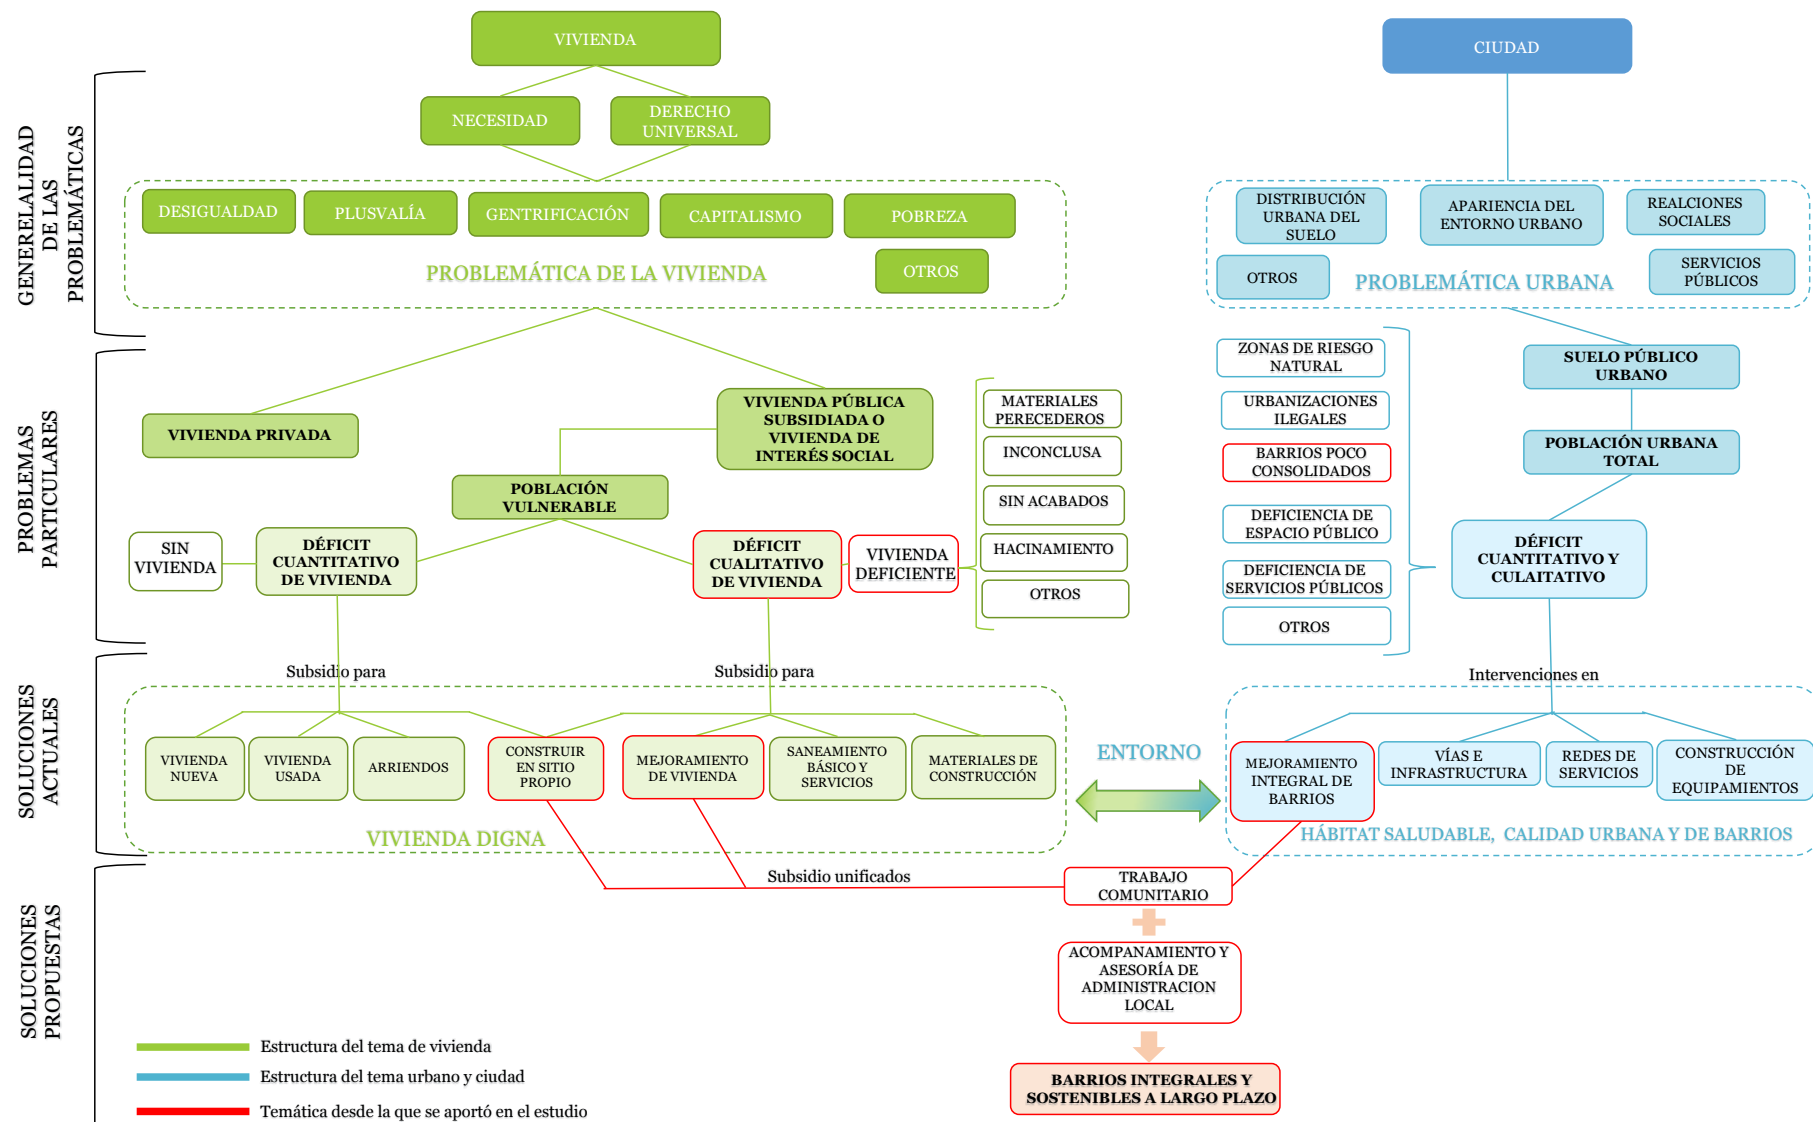 VIVIENDA
CIUDAD
GENERELALIDAD
DE LAS
PROBLEMÁTICAS
NECESIDAD
DERECHO
UNIVERSAL
DESIGUALDAD
PLUSVALÍA
GENTRIFICACIÓN
CAPITALISMO
POBREZA
OTROS
PROBLEMÁTICA DE LA VIVIENDA
DISTRIBUCIÓN
URBANA DEL
SUELO
APARIENCIA DEL
ENTORNO URBANO
REALCIONES
SOCIALES
OTROS
PROBLEMÁTICA URBANA
SERVICIOS
PÚBLICOS
PROBLEMAS
PARTICULARES
VIVIENDA PRIVADA
VIVIENDA PÚBLICA
SUBSIDIADA O
VIVIENDA DE
INTERÉS SOCIAL
POBLACIÓN
VULNERABLE
SIN
VIVIENDA
DÉFICIT
CUANTITATIVO
DE VIVIENDA
DÉFICIT
CUALITATIVO
DE VIVIENDA
VIVIENDA
DEFICIENTE
MATERIALES
PERECEDEROS
INCONCLUSA
SIN ACABADOS
HACINAMIENTO
OTROS
ZONAS DE RIESGO
NATURAL
URBANIZACIONES
ILEGALES
BARRIOS POCO
CONSOLIDADOS
DEFICIENCIA DE
ESPACIO PÚBLICO
DEFICIENCIA DE
SERVICIOS PÚBLICOS
OTROS
SUELO PÚBLICO
URBANO
POBLACIÓN URBANA
TOTAL
DÉFICIT
CUANTITATIVO Y
CULAITATIVO
SOLUCIONES
ACTUALES
Subsidio para
Subsidio para
Intervenciones en
VIVIENDA
NUEVA
VIVIENDA
USADA
ARRIENDOS
CONSTRUIR
EN SITIO
PROPIO
MEJORAMIENTO
DE VIVIENDA
SANEAMIENTO
BÁSICO Y
SERVICIOS
MATERIALES DE
CONSTRUCCIÓN
VIVIENDA DIGNA
ENTORNO
MEJORAMIENTO
INTEGRAL DE
BARRIOS
VÍAS E
INFRASTRUCTURA
REDES DE
SERVICIOS
CONSTRUCCIÓN
DE
EQUIPAMIENTOS
HÁBITAT SALUDABLE, CALIDAD URBANA Y DE BARRIOS
SOLUCIONES
PROPUESTAS
Subsidio unificados
TRABAJO
COMUNITARIO
ACOMPANAMIENTO Y
ASESORÍA DE
ADMINISTRACION
LOCAL
BARRIOS INTEGRALES Y
SOSTENIBLES A LARGO PLAZO
Estructura del tema de vivienda
Estructura del tema urbano y ciudad
Temática desde la que se aportó en el estudio